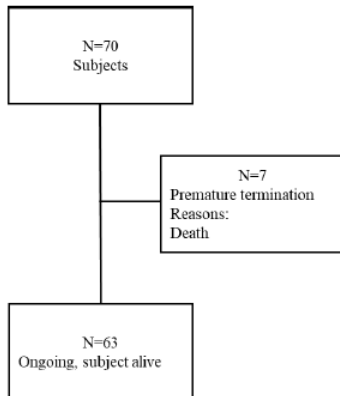 N=70
Subjects
N=7
Premature termination
Reasons:
Death
N=63
Ongoing, subject alive